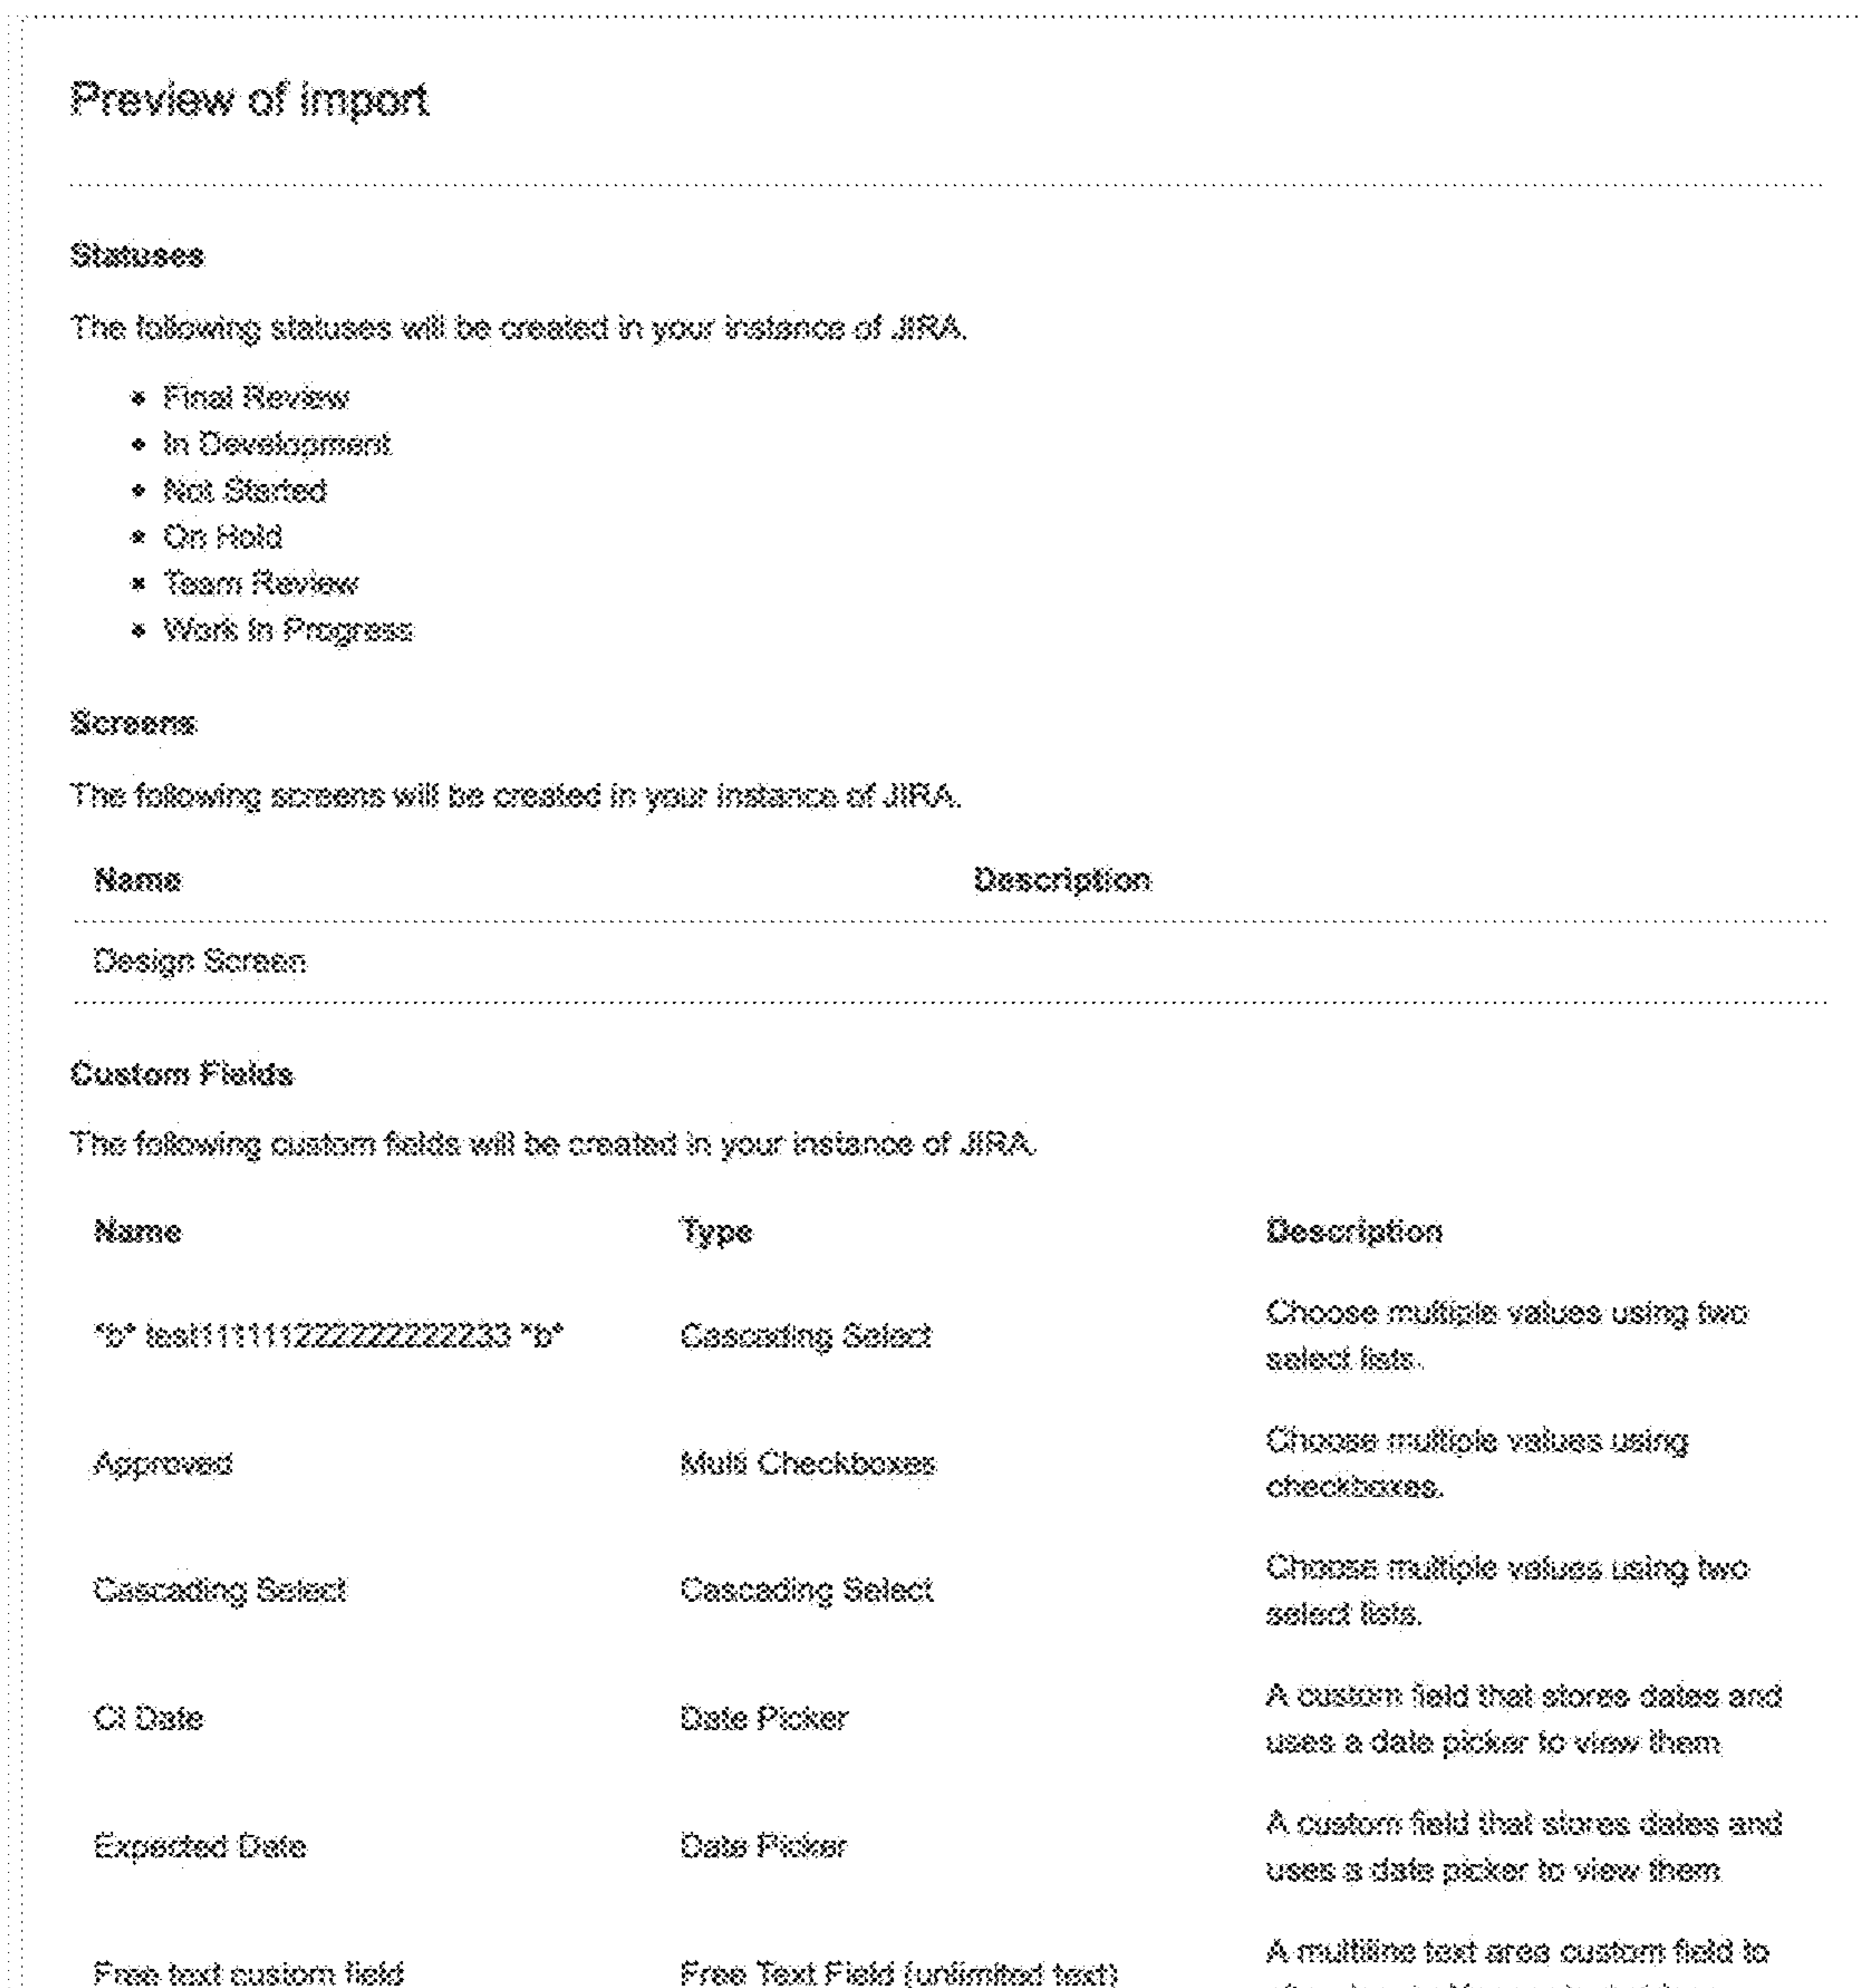 Preview of import
Statuses
The following statuses will be created in your instance of JIRA.
• Final Review
• In Development
• Not Started
• On Hold
• Team Review
• Work In Progress
Screens
The following screens will be created in your instance of JIRA.
Name Description
Design Screen
Custom Fields
The following custom fields will be created in your instance of JIRA.
Name Type Description
Choose multiple values using two
"b" "b" Cascading Select
select lists.
Choose multiple values using
Approved Multi Checkboxes
checkboxes.
Choose multiple values using two
Cascading Select Cascading Select
select lists.
A custom field that stores dates and
CI Date Date Picker
uses a date picker to view them
A custom field that stores dates and
Expected Date Date Picker
uses a date picker to view them
A multiline text area custom field to
Free text custom field Free Text Field (unlimited text)